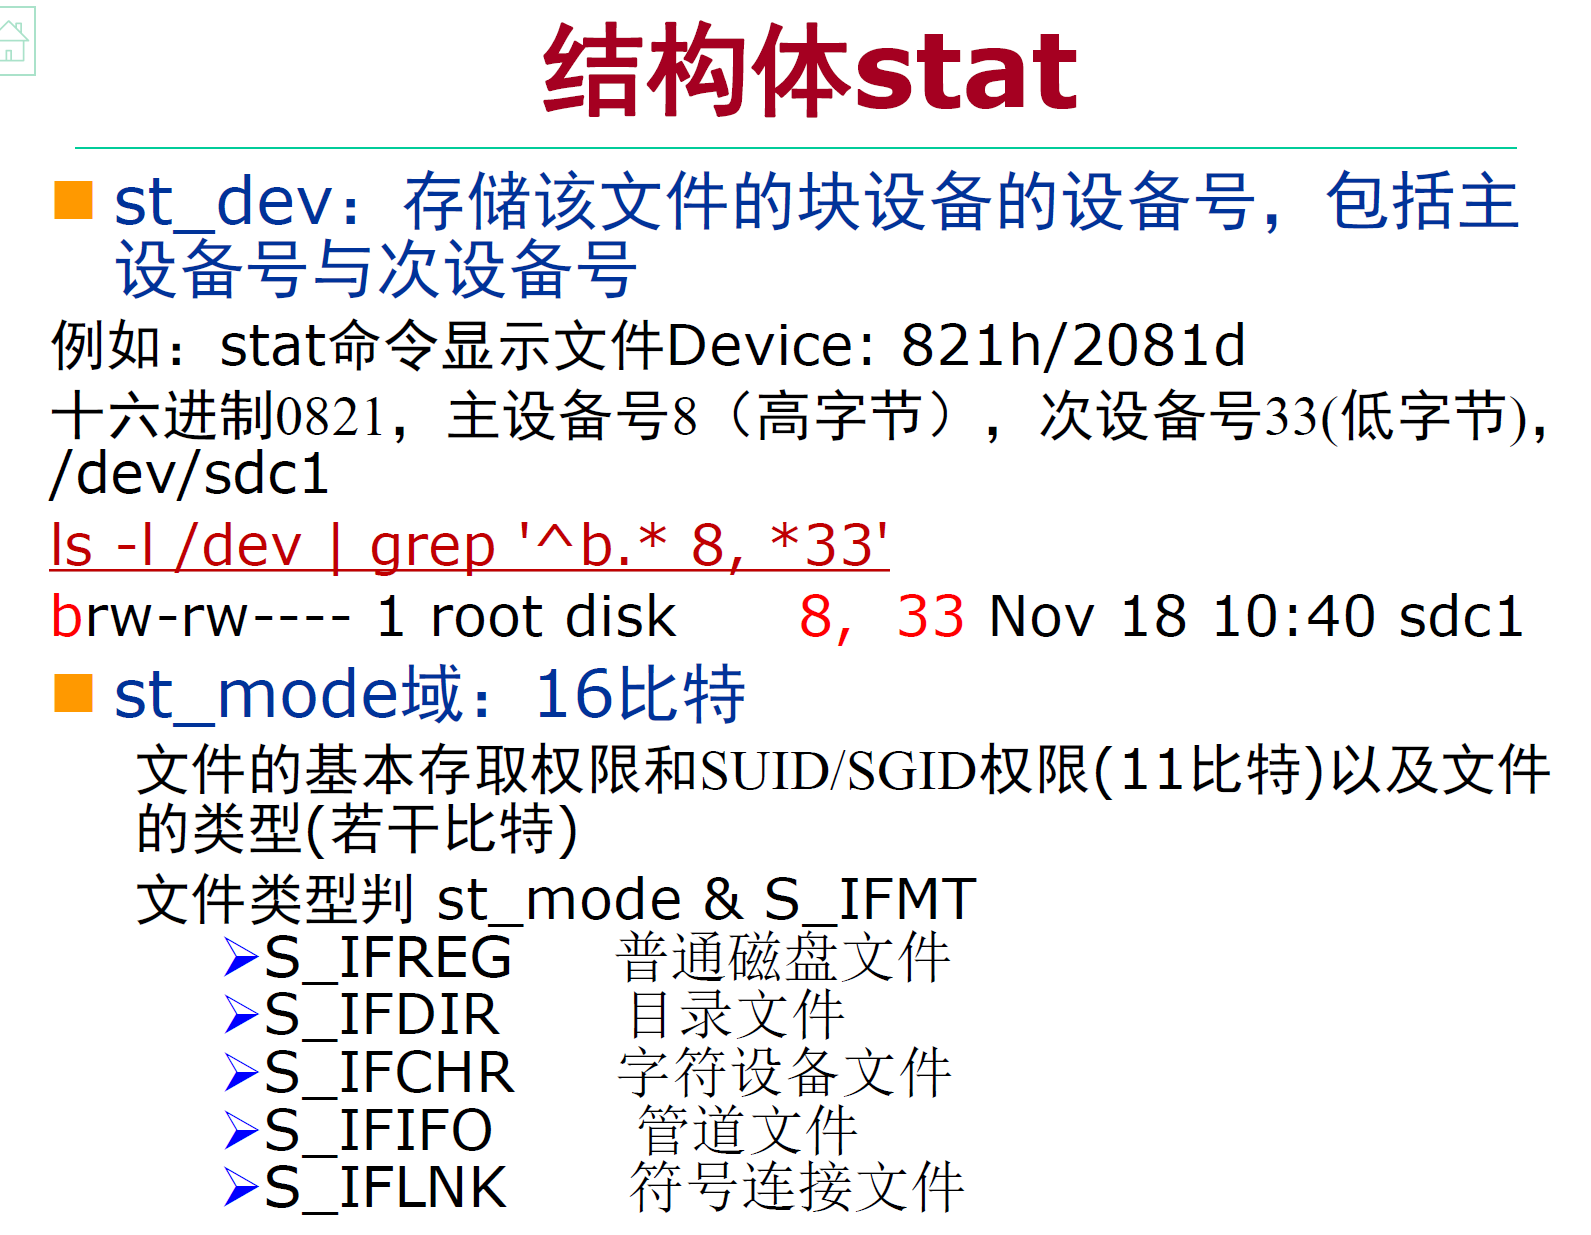 结构体stat
st_dev：存储该文件的块设备的设备号，包括主
设备号与次设备号
例如：stat命令显示文件Device: 821h/2081d
十六进制0821，主设备号8（高字节），次设备号33(低字节),
/dev/sdc1
ls -l /dev | grep '^b.* 8, *33'
brw-rw---- 1 root disk 8, 33 Nov 18 10:40 sdc1
st_mode域：16比特
文件的基本存取权限和SUID/SGID权限(11比特)以及文件
的类型(若干比特)
文件类型判 st_mode & S_IFMT
S_IFREG 普通磁盘文件
S_IFDIR 目录文件
S_IFCHR 字符设备文件
S_IFIFO 管道文件
S_IFLNK 符号连接文件